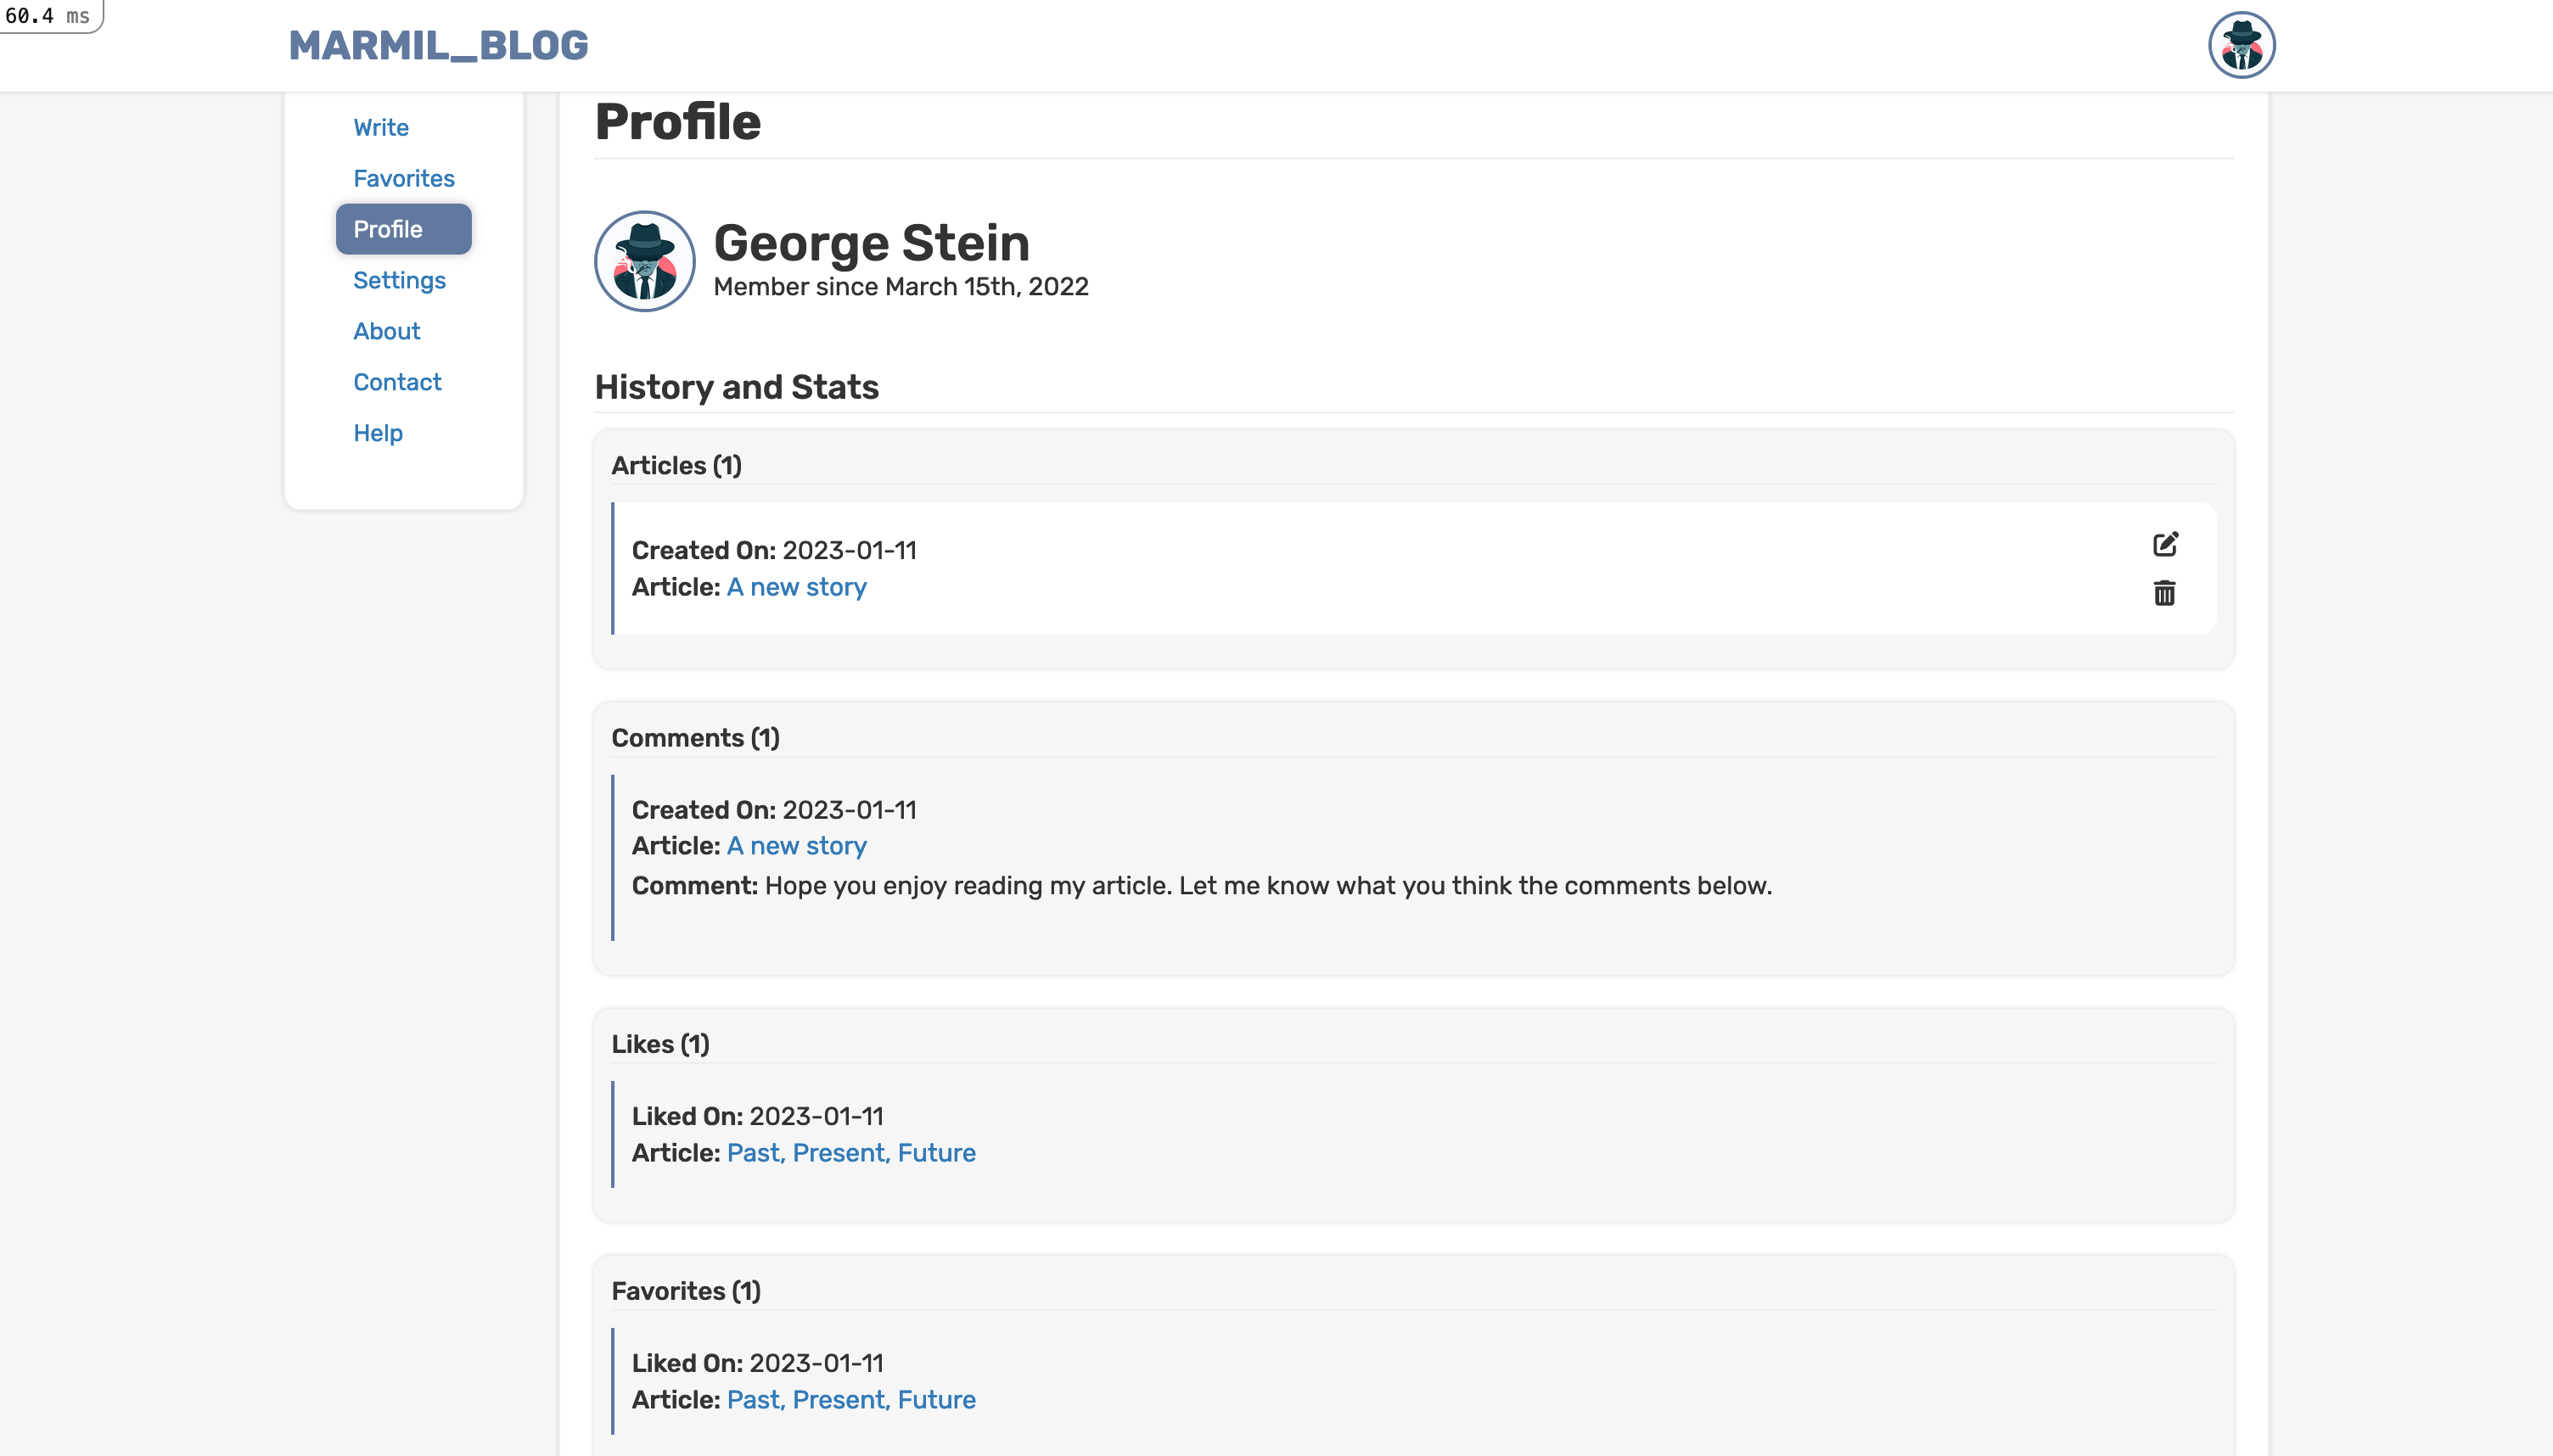 60.4 ms
MARMIL_BLOG
Write
Favorites
Profile
Settings
About
Contact
Help
Profile
George Stein
Member since March 15th, 2022
History and Stats
Articles (1)
Created On: 2023-01-11
Article: A new story
Comments (1)
Created On: 2023-01-11
Article: A new story
Comment: Hope you enjoy reading my article. Let me know what you think the comments below.
Likes (1)
Liked On: 2023-01-11
Article: Past, Present, Future
Favorites (1)
Liked On: 2023-01-11
Article: Past, Present, Future